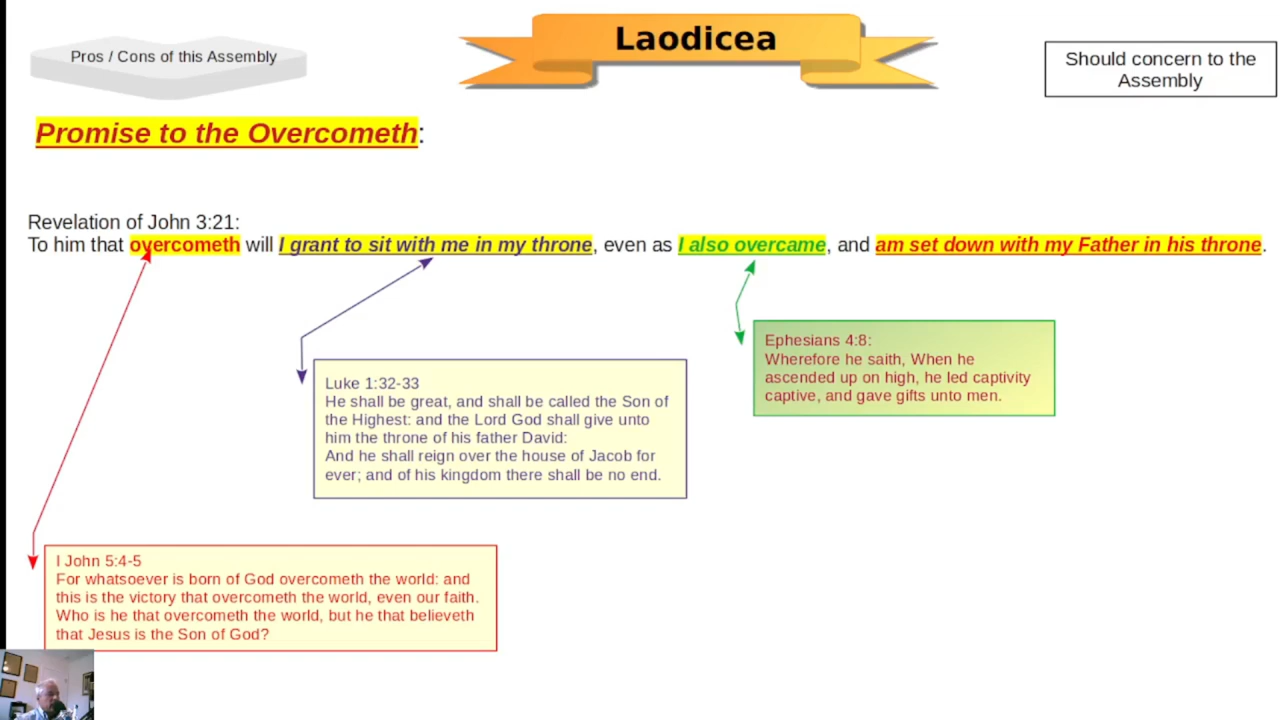 Laodicea
Pros / Cons of this Assembly
Should concern to the
Assembly
Promise to the Overcometh:
Revelation of John 3:21:
To him that overcometh will I grant to sit with me in my throne, even as I also overcame, and am set down with my Father in his throne.
Ephesians 4:8:
Wherefore he saith, When he
ascended up on high, he led captivity
captive, and gave gifts unto men.
Luke 1:32-33
He shall be great, and shall be called the Son of
the Highest: and the Lord God shall give unto
him the throne of his father David:
And he shall reign over the house of Jacob for
ever; and of his kingdom there shall be no end.
I John 5:4-5
For whatsoever is born of God overcometh the world: and
this is the victory that overcometh the world, even our faith.
Who is he that overcometh the world, but he that believeth
that Jesus is the Son of God?